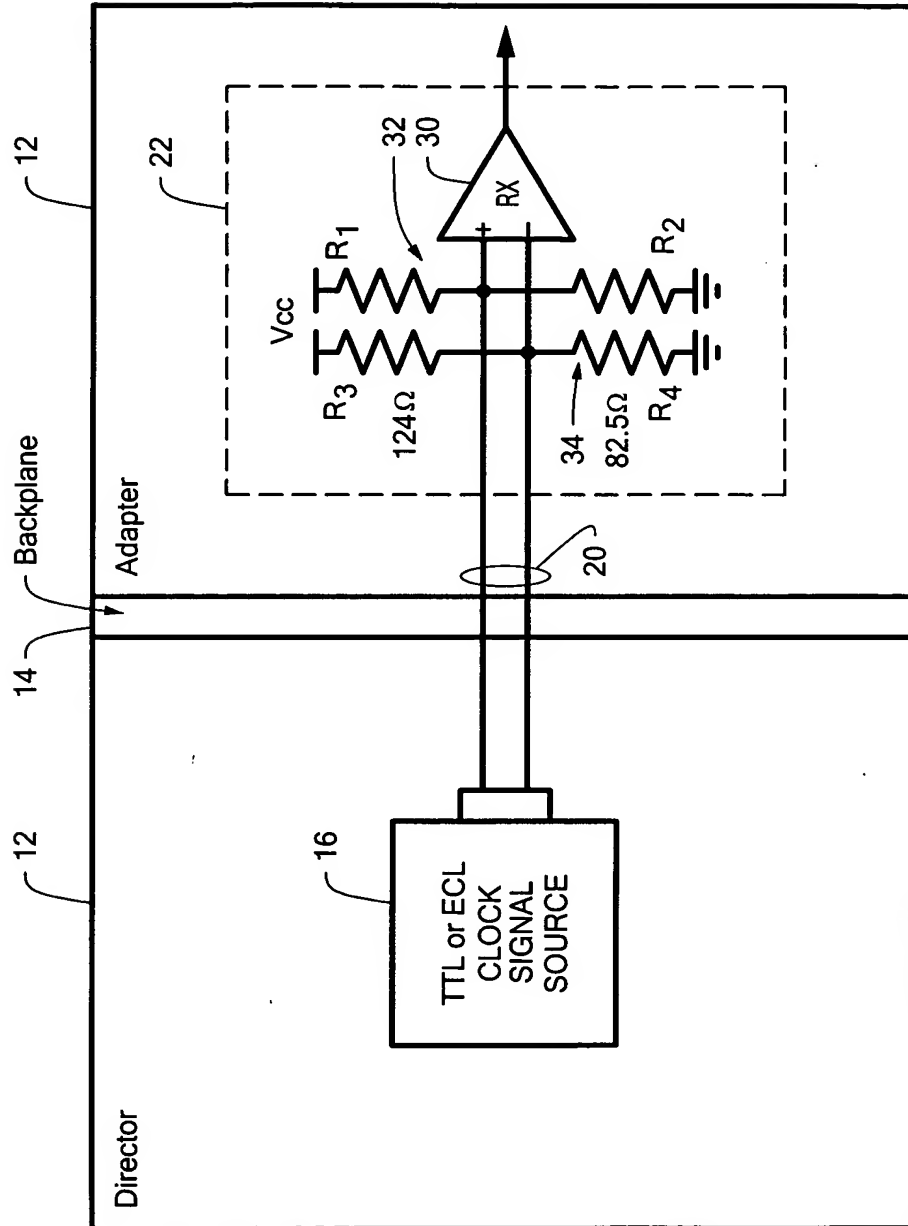 Director
12
14
Backplane
Adapter
12
22
16
TTL or ECL
CLOCK
SIGNAL
SOURCE
20
Vcc
R3
R1
124Ω
32
30
+
−
RX
34
82.5Ω
R4
R2